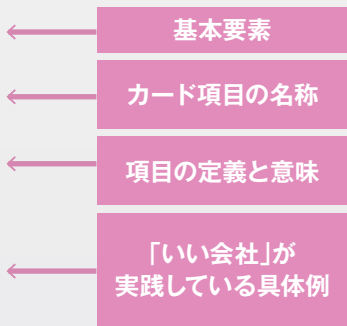 基本要素
カード項目の名称
項目の定義と意味
「いい会社」が
実践している具体例